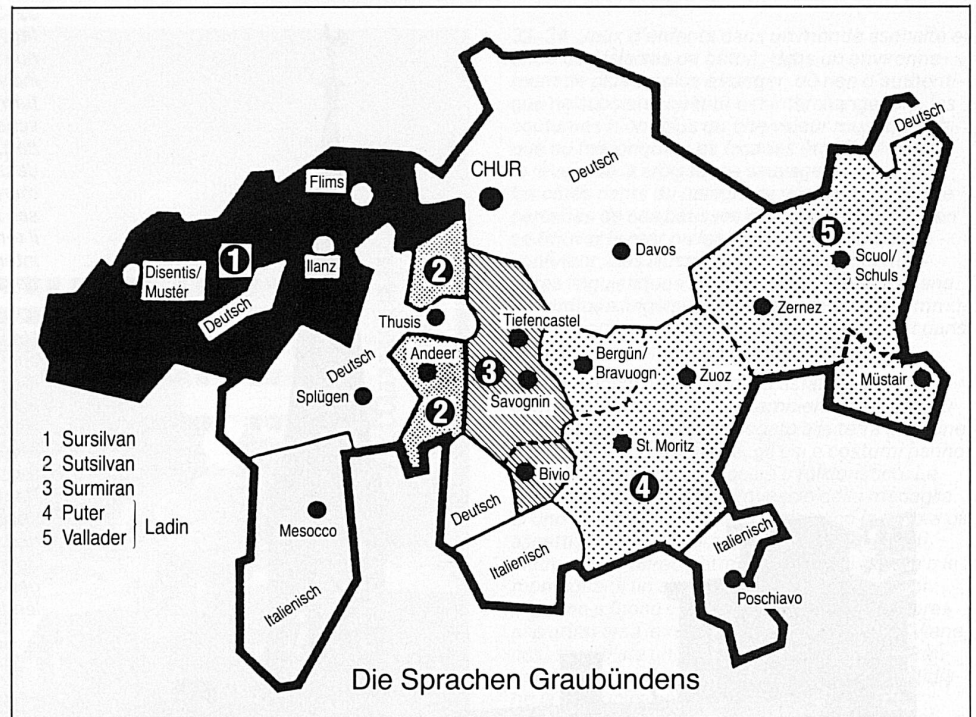 Deutsch
CHUR
Deutsch
Flims
5
Davos
Scuol/
Schuls
1
2
Ilanz
Disentis/
Mustér
Deutsch
Zernez
Thusis
Tiefencastel
Deutsch
Andeer
Bergün/
Bravuogn
Zuoz
Müstair
3
Splügen
Savognin
2
St. Moritz
Bivio
4
1 Sursilvan
2 Sutsilvan
3 Surmiran
4 Puter
5 Vallader
Ladin
Deutsch
Mesocco
Italienisch
Italienisch
Italienisch
Poschiavo
Die Sprachen Graubündens